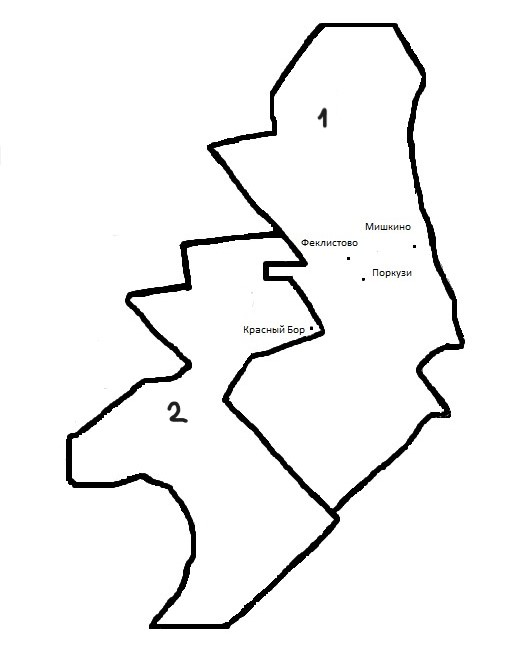 1
Мишкино
Феклистово
Поркузи
Красный Бор
2